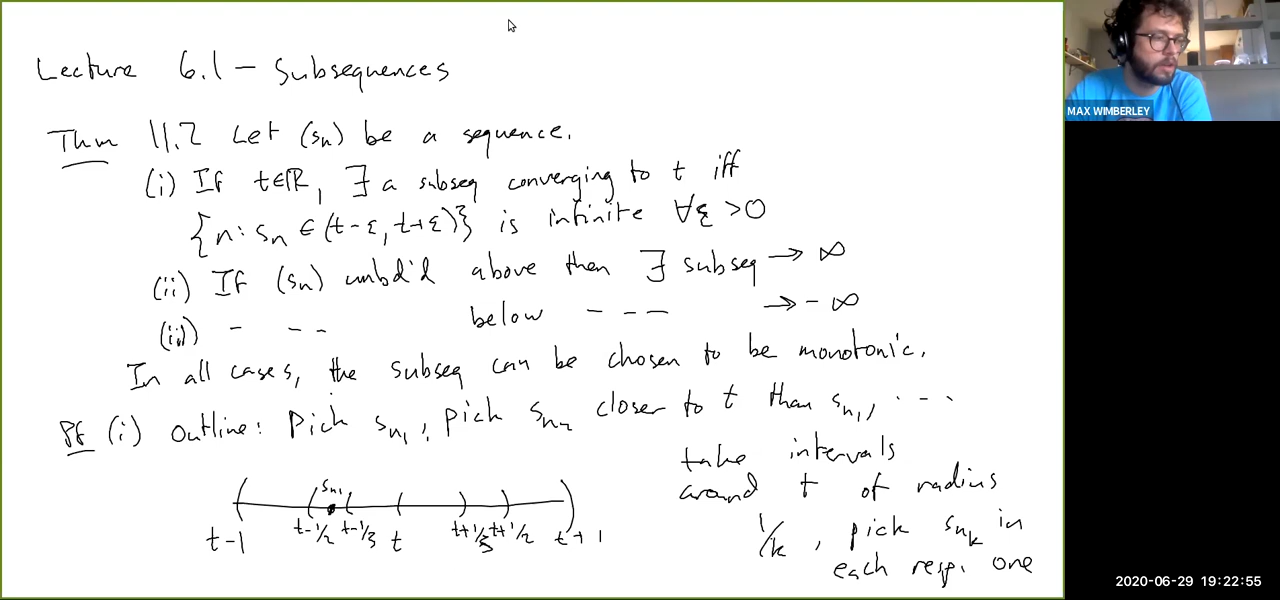 Lecture 6.1 - Subsequences
Thm 11.2 Let (sn) be a sequence.
(i) If t∈ℝ, ∃ a subseq converging to t iff
{n: sn ∈ (t-ε, t+ε)} is infinite ∀ε >0
(ii) If (sn) unbd'd above then ∃ subseq → ∞
(iii) - - - below - - - → - ∞
In all cases, the subseq can be chosen to be monotonic.
Pf (i) Outline: Pick sn1, pick sn2 closer to t than sn1, ...
take intervals
around t of radius
1/k, pick snk in
each resp. one
sn1
t-1 t-1/2 t-1/3 t t+1/3 t+1/2 t+1
MAX WIMBERLEY
2020-06-29 19:22:55